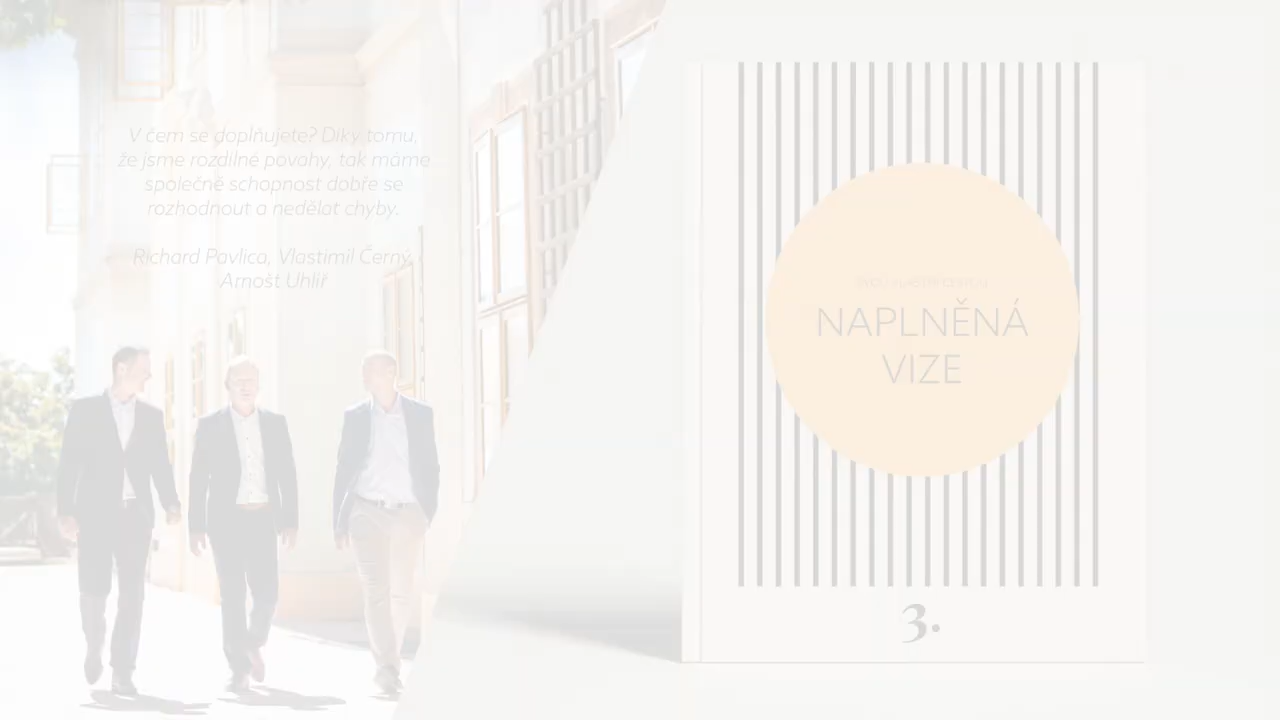 V čem se doplňujete? Díky tomu,
že jsme rozdílné povahy, tak máme
společně schopnost dobře se
rozhodnout a nedělat chyby.
Richard Pavlica, Vlastimil Černý,
Arnošt Uhlíř
NAPLNĚNÁ
VIZE
3.